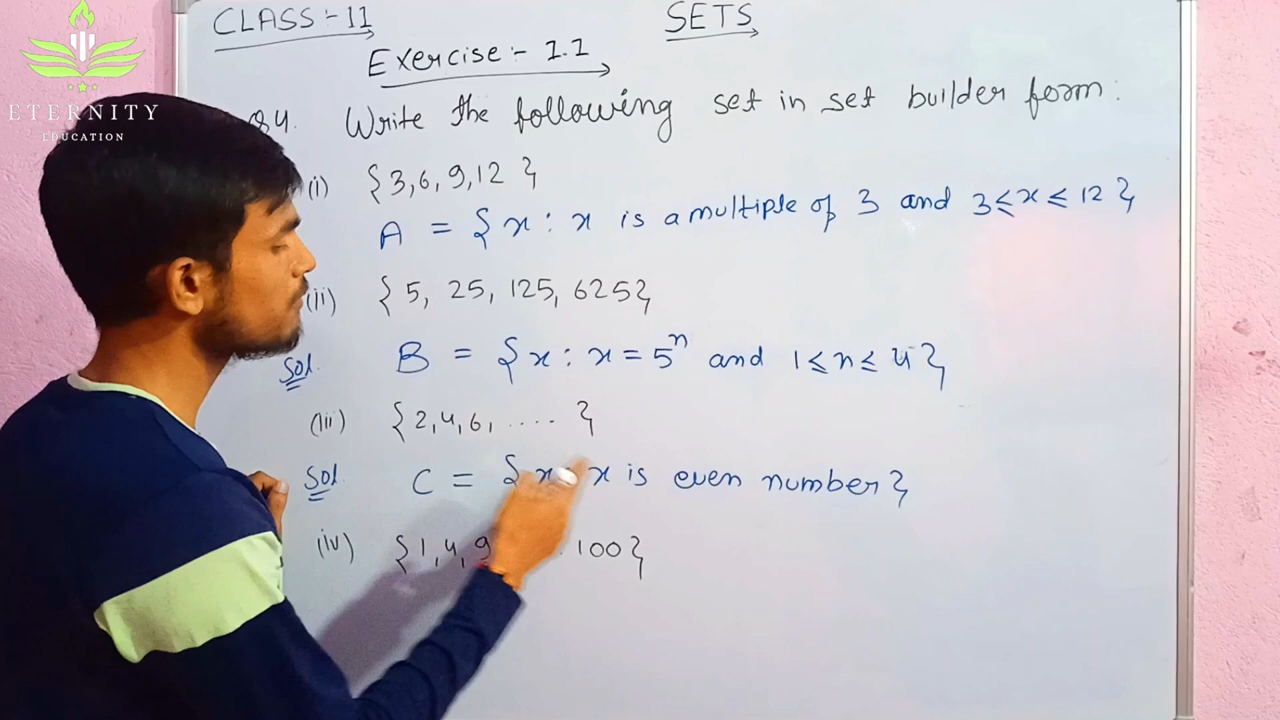 CLASS :- 11
SETS
ETERNITY
EDUCATION
Exercise :- 1.1
Q4. Write the following set in set builder form :
(i) {3,6,9,12}
A = {x : x is a multiple of 3 and 3≤x≤12}
(ii) {5, 25, 125, 625}
Sol B = {x : x = 5ⁿ and 1≤n≤4}
(iii) {2,4,6, .... }
Sol C = {x : x is even number}
(iv) {1,4,9 . 100}